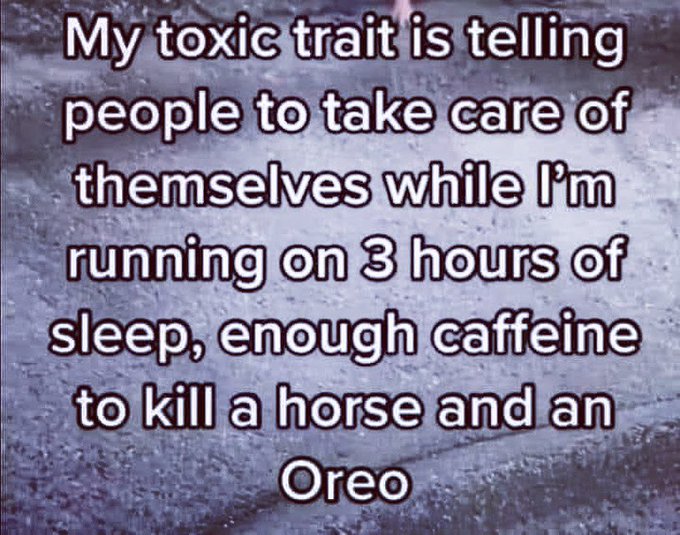 My toxic trait is telling
people to take care of
themselves while I'm
running on 3 hours of
sleep, enough caffeine
to kill a horse and an
Oreo